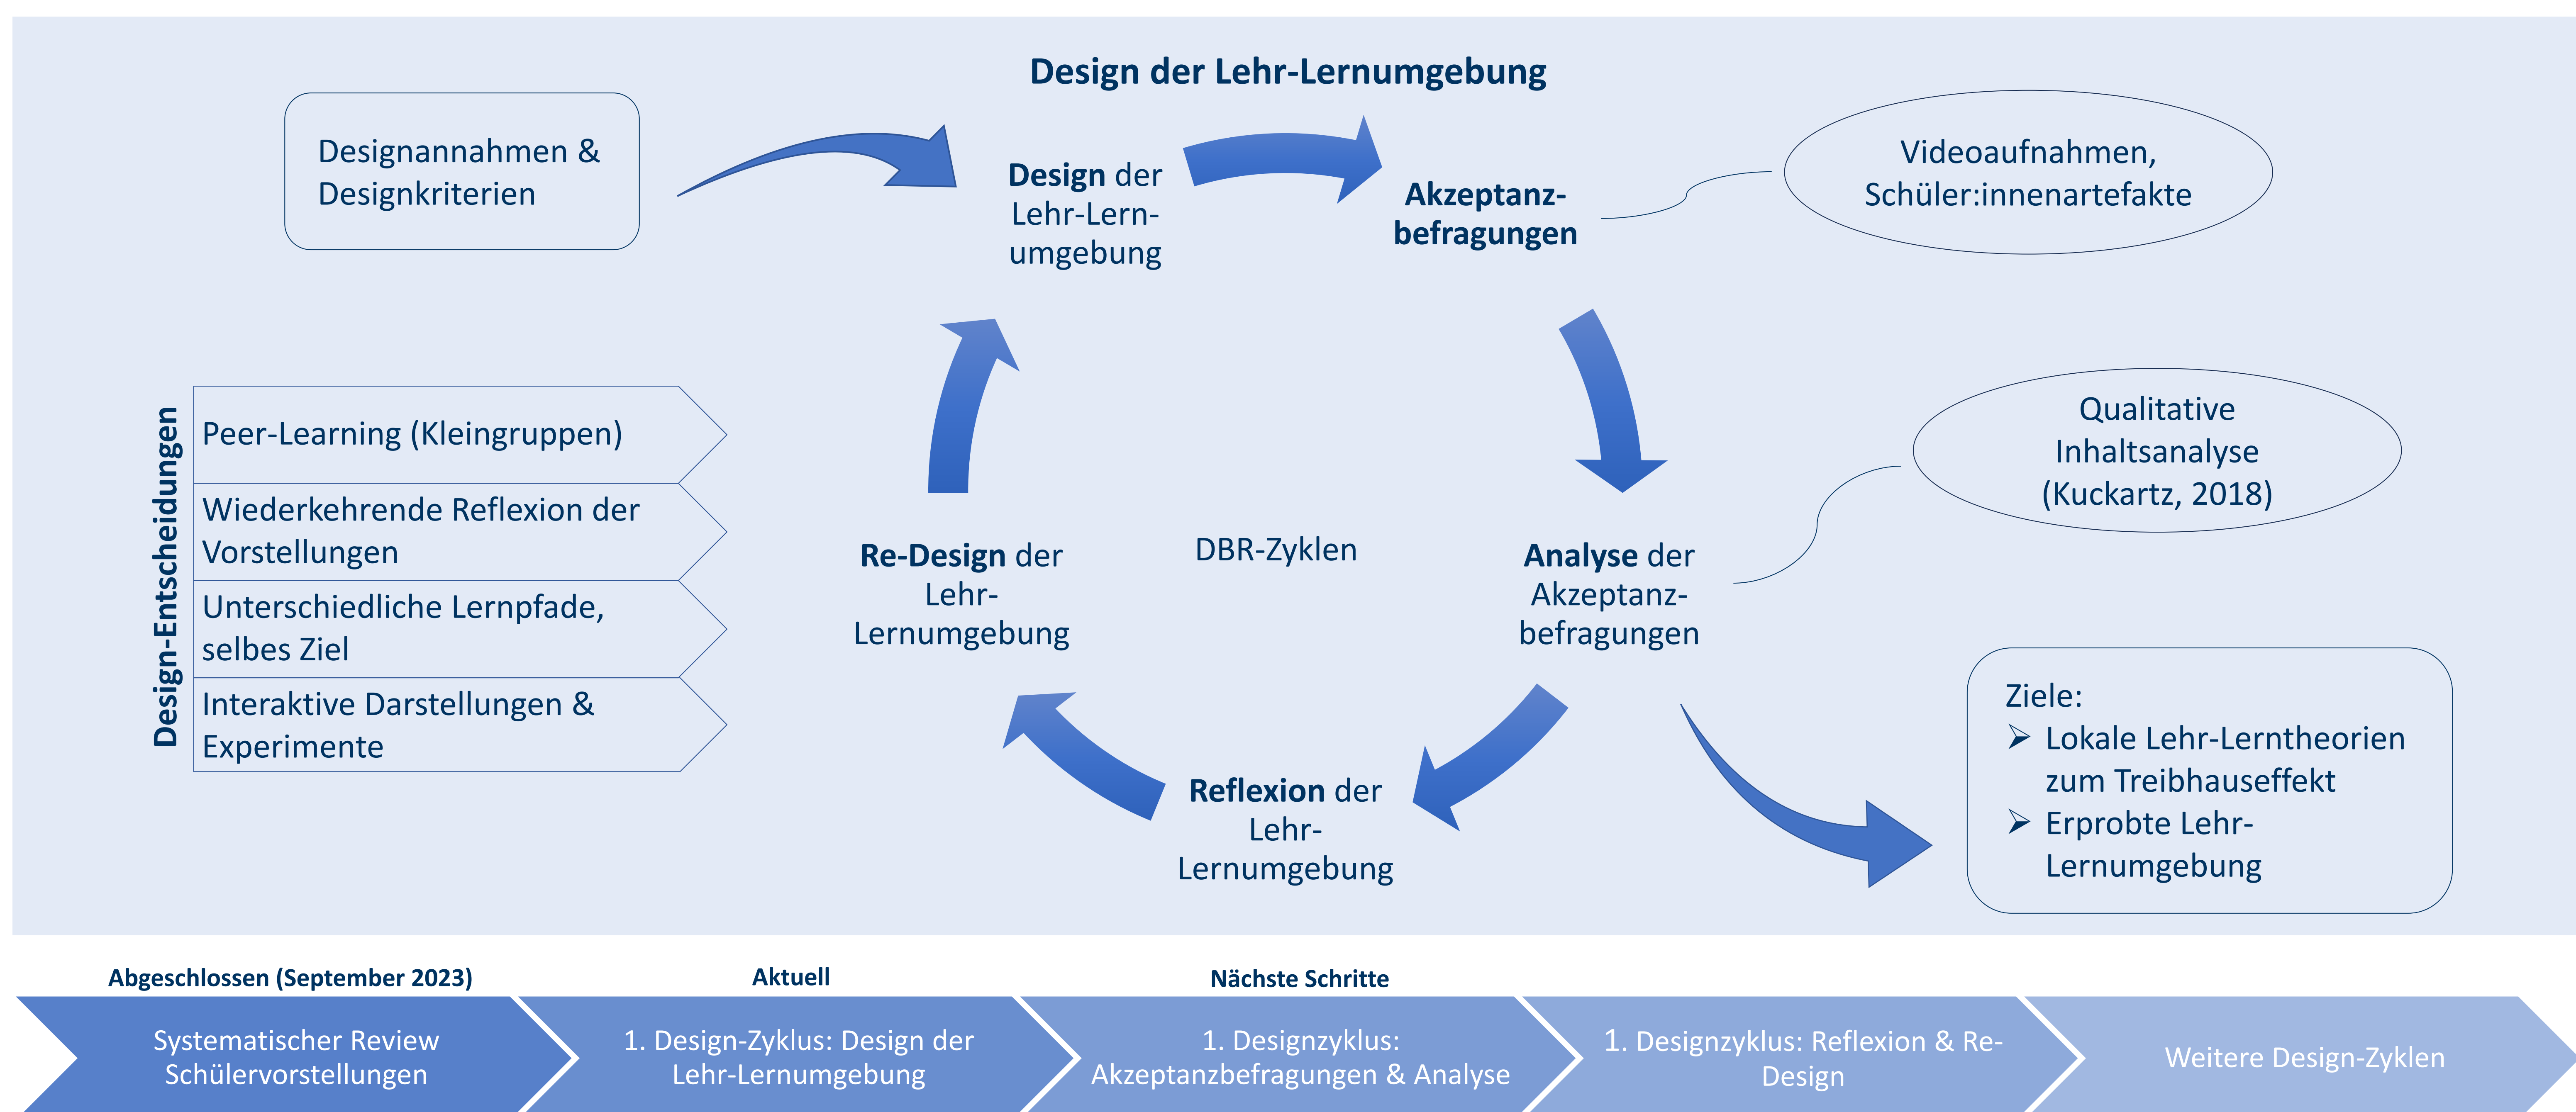 Design der Lehr-Lernumgebung
Designannahmen &
Designkriterien
Design der
Lehr-Lern-
umgebung
Akzeptanz-
befragungen
Videoaufnahmen,
Schüler:innenartefakte
Design-Entscheidungen
Peer-Learning (Kleingruppen)
Wiederkehrende Reflexion der
Vorstellungen
Unterschiedliche Lernpfade,
selbes Ziel
Interaktive Darstellungen &
Experimente
Re-Design der
Lehr-
Lernumgebung
DBR-Zyklen
Analyse der
Akzeptanz-
befragungen
Qualitative
Inhaltsanalyse
(Kuckartz, 2018)
Reflexion der
Lehr-
Lernumgebung
Ziele:
Lokale Lehr-Lerntheorien
zum Treibhauseffekt
Erprobte Lehr-
Lernumgebung
Abgeschlossen (September 2023)
Aktuell
Nächste Schritte
Systematischer Review
Schülervorstellungen
1. Design-Zyklus: Design der
Lehr-Lernumgebung
1. Designzyklus:
Akzeptanzbefragungen & Analyse
1. Designzyklus: Reflexion & Re-
Design
Weitere Design-Zyklen